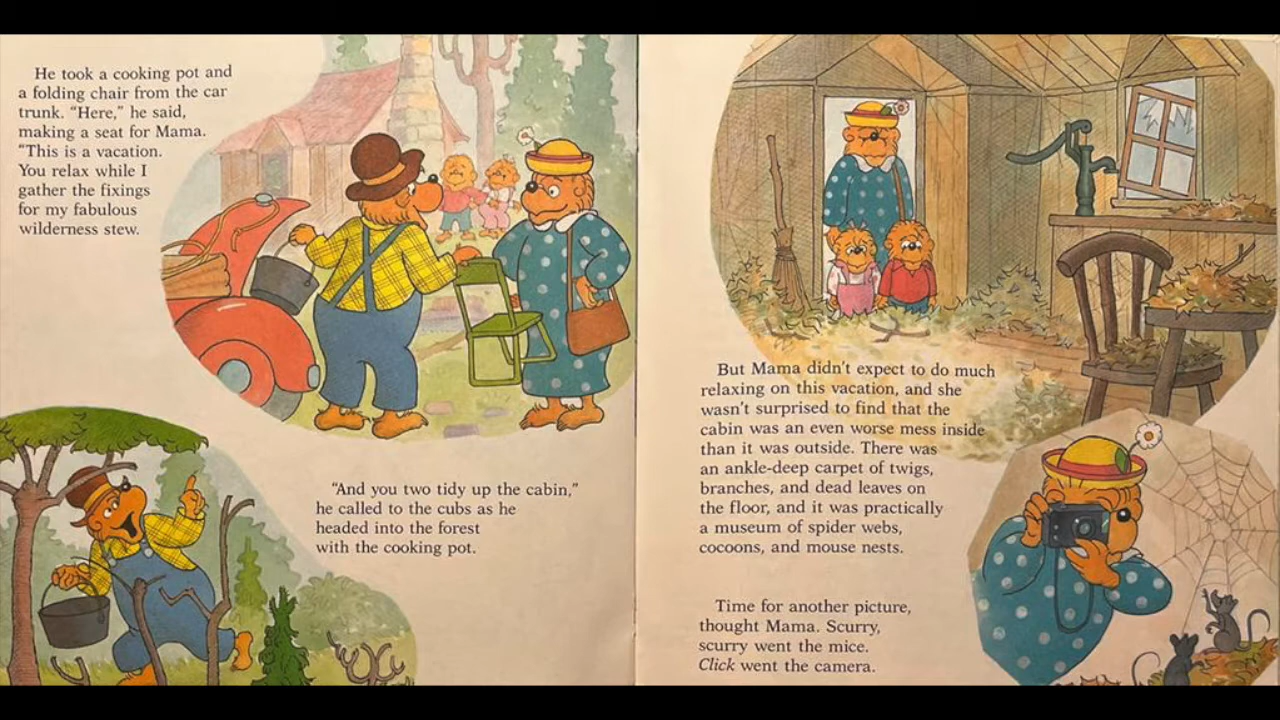 He took a cooking pot and
a folding chair from the car
trunk. "Here," he said,
making a seat for Mama.
"This is a vacation.
You relax while I
gather the fixings
for my fabulous
wilderness stew.
"And you two tidy up the cabin,"
he called to the cubs as he
headed into the forest
with the cooking pot.
But Mama didn't expect to do much
relaxing on this vacation, and she
wasn't surprised to find that the
cabin was an even worse mess inside
than it was outside. There was
an ankle-deep carpet of twigs,
branches, and dead leaves on
the floor, and it was practically
a museum of spider webs,
cocoons, and mouse nests.
Time for another picture,
thought Mama. Scurry,
scurry went the mice.
Click went the camera.